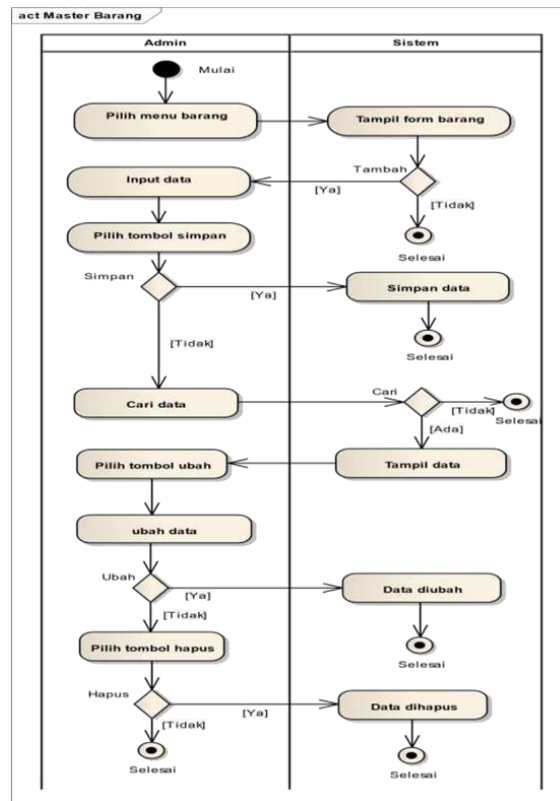 act Master Barang
Admin
Sistem
Mulai
Pilih menu barang
Tampil form barang
Tambah
Input data
[Ya]
[Tidak]
Pilih tombol simpan
Selesai
Simpan
[Ya]
Simpan data
[Tidak]
Selesai
Cari data
Cari
[Tidak]
Selesai
[Ada]
Pilih tombol ubah
Tampil data
ubah data
Ubah
[Ya]
Data diubah
[Tidak]
Pilih tombol hapus
Selesai
Hapus
[Ya]
Data dihapus
[Tidak]
Selesai
Selesai